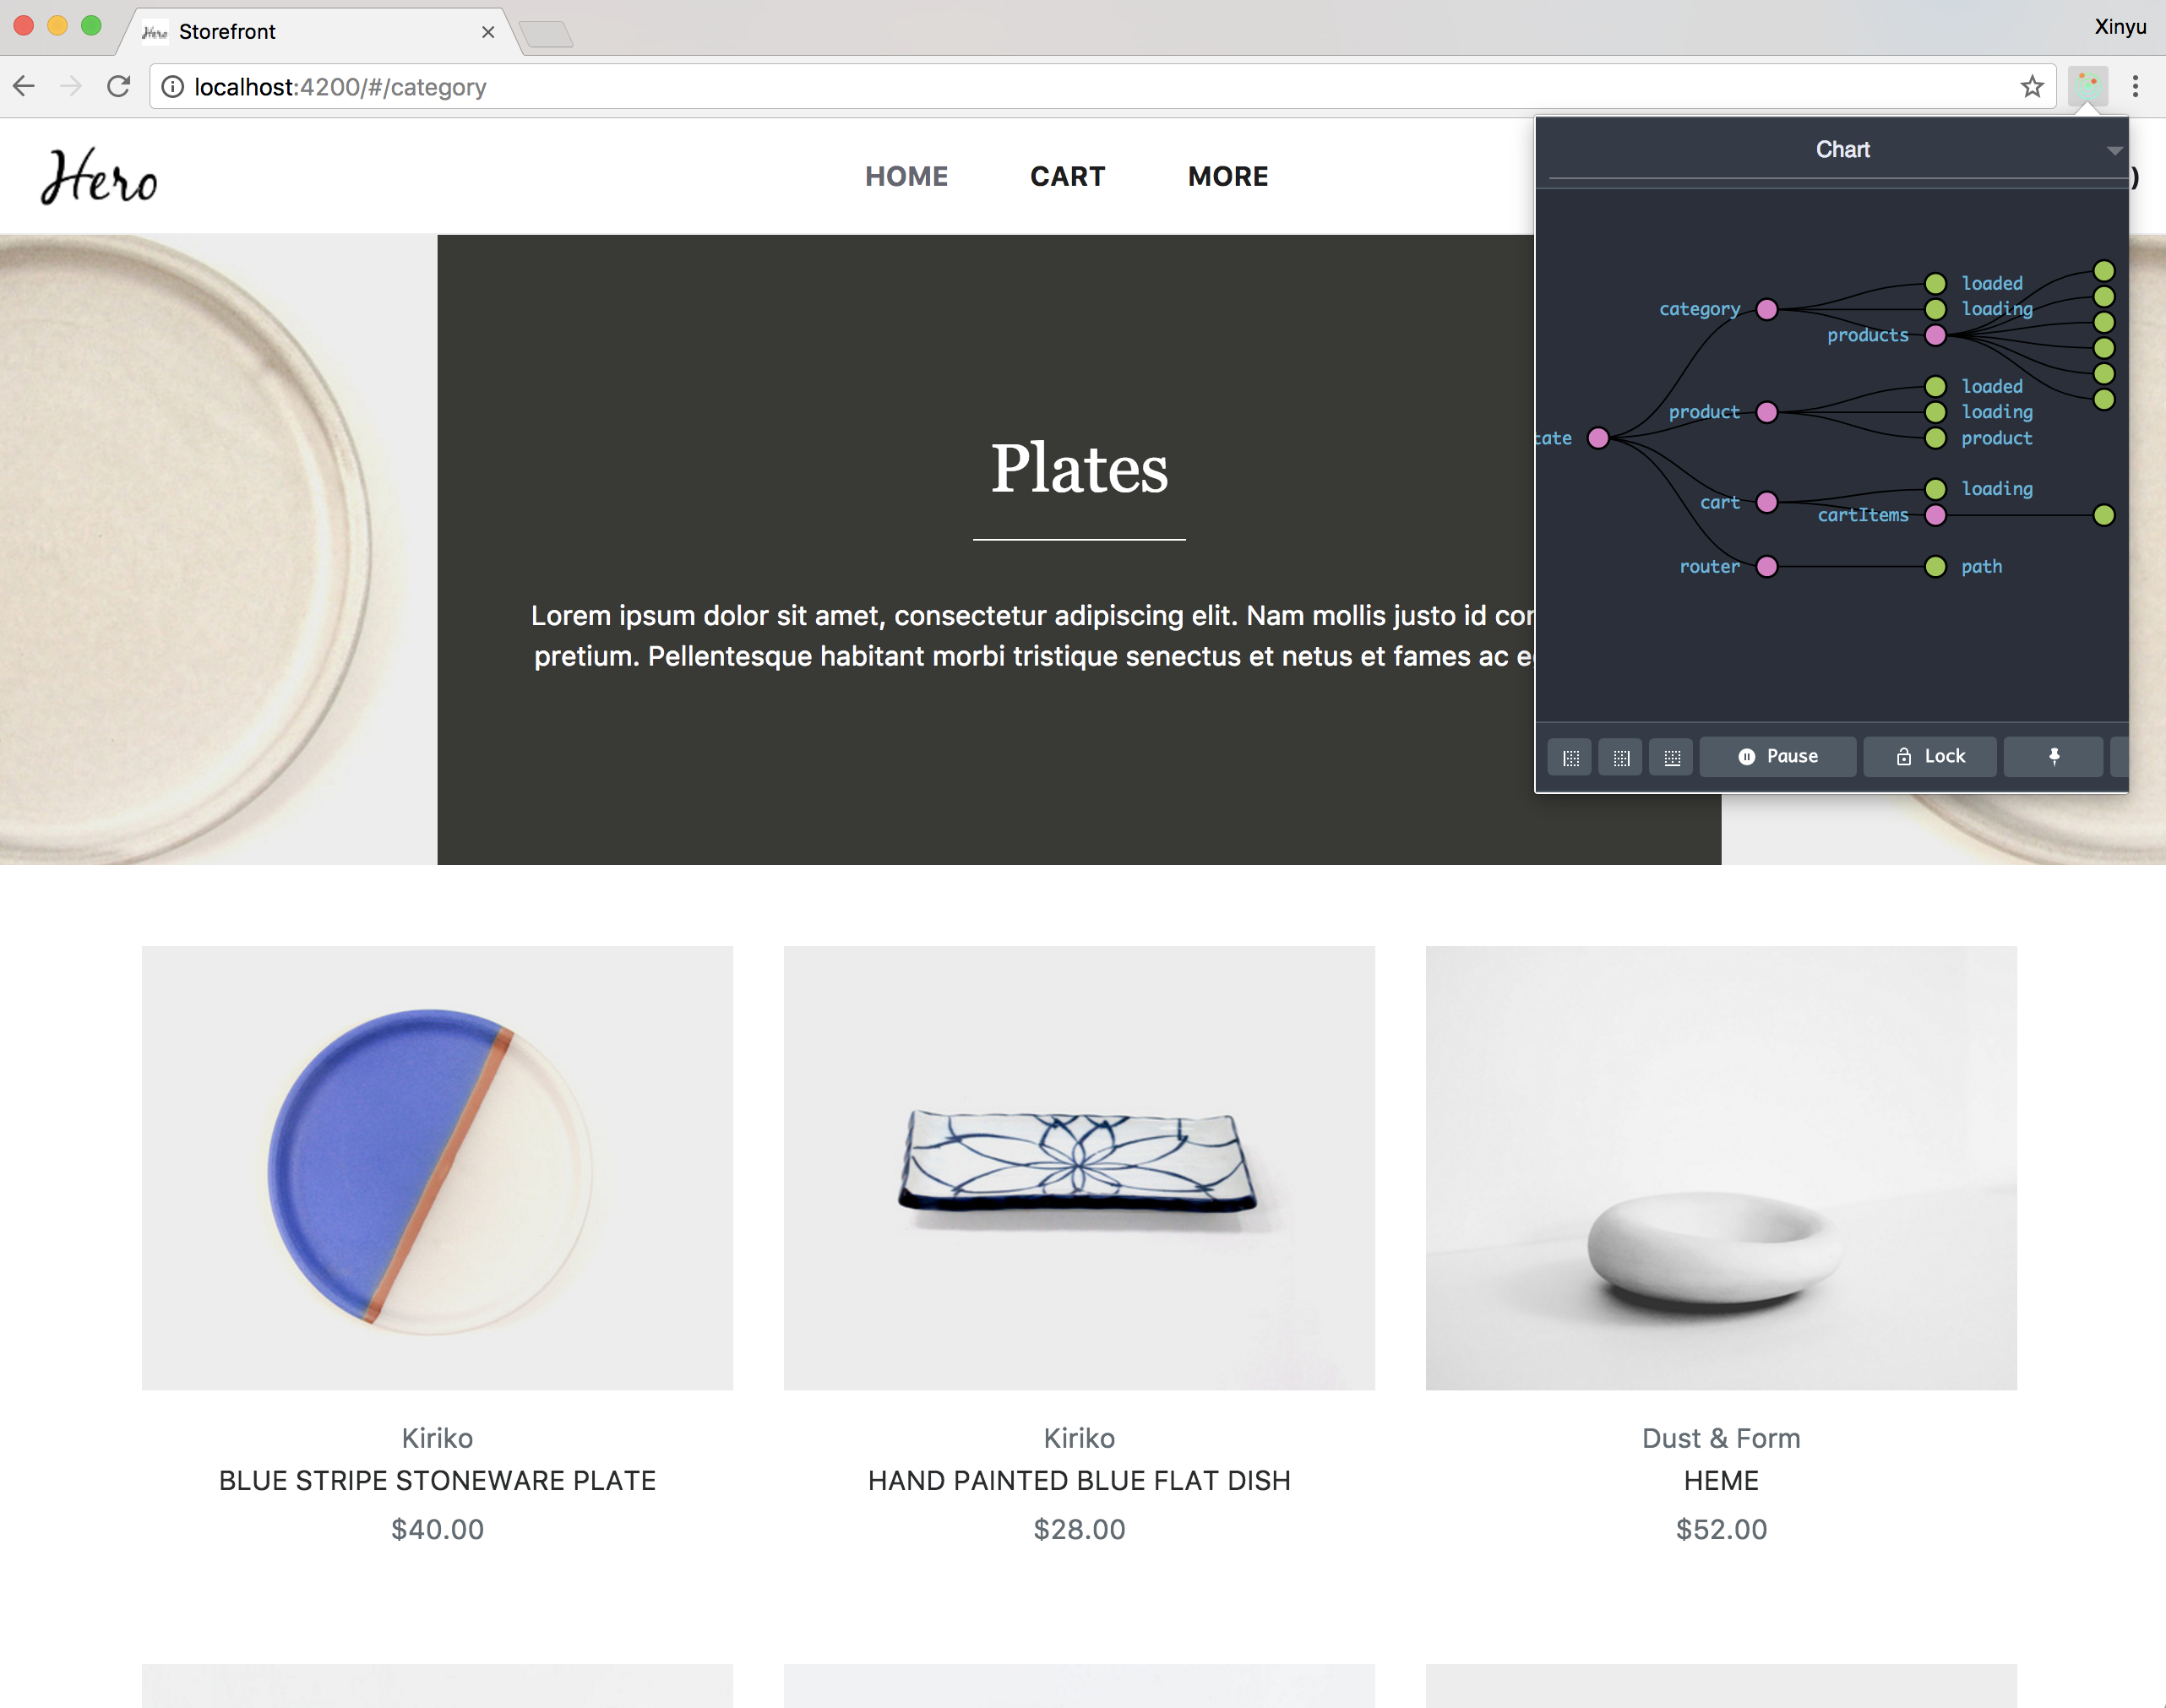 Hero Storefront
Xinyu
localhost:4200/#/category
Hero
HOME CART MORE
)
Chart
loaded
category loading
products
loaded
product loading
tate product
loading
cart
cartItems
router path
Pause Lock
Plates
Lorem ipsum dolor sit amet, consectetur adipiscing elit. Nam mollis justo id
pretium. Pellentesque habitant morbi tristique senectus et netus et fames ac
Kiriko
BLUE STRIPE STONEWARE PLATE
$40.00
Kiriko
HAND PAINTED BLUE FLAT DISH
$28.00
Dust & Form
HEME
$52.00